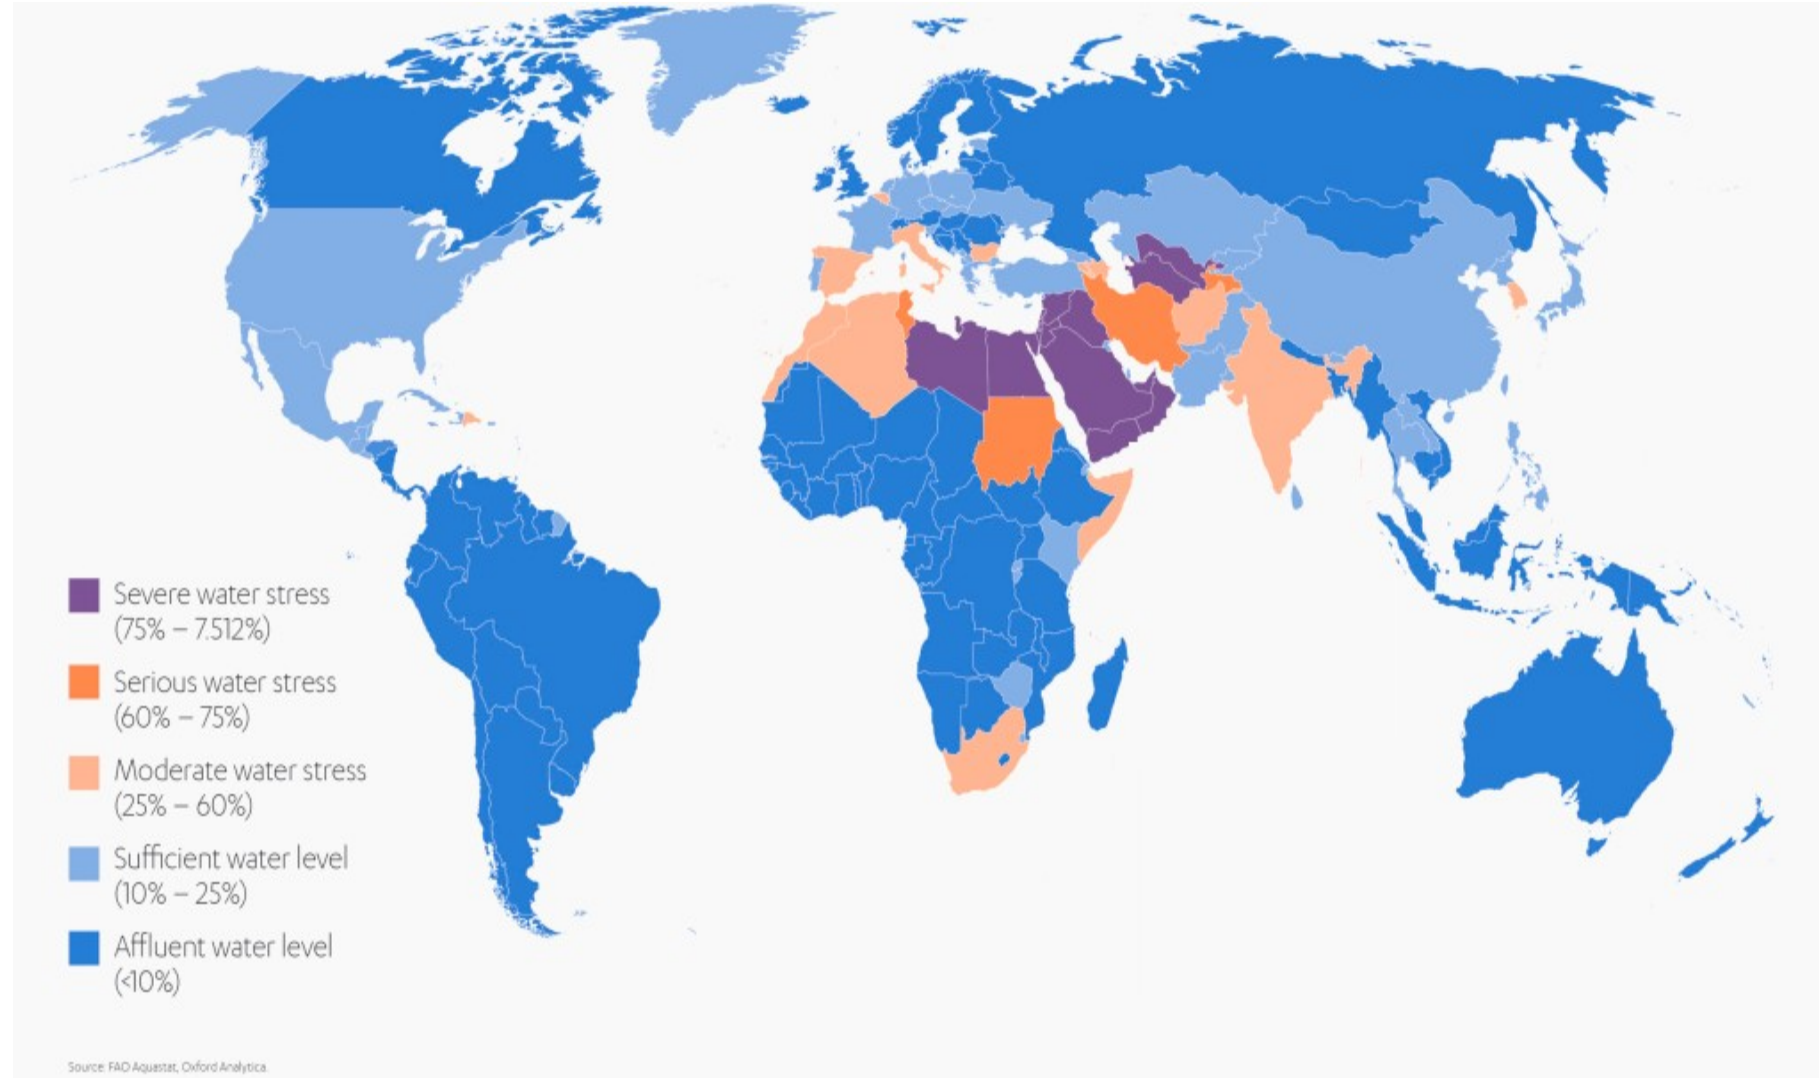 Severe water stress
(75% – 7.512%)
Serious water stress
(60% – 75%)
Moderate water stress
(25% – 60%)
Sufficient water level
(10% – 25%)
Affluent water level
(<10%)
Source: FAO Aquastat, Oxford Analytica.